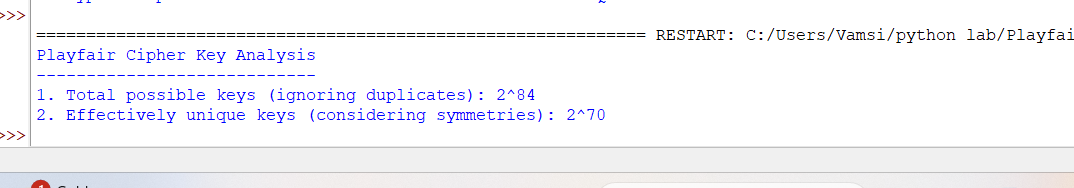 >>>
============================================================= RESTART: C:/Users/Vamsi/python lab/Playfai
Playfair Cipher Key Analysis
----------------------------
1. Total possible keys (ignoring duplicates): 2^84
2. Effectively unique keys (considering symmetries): 2^70
>>>